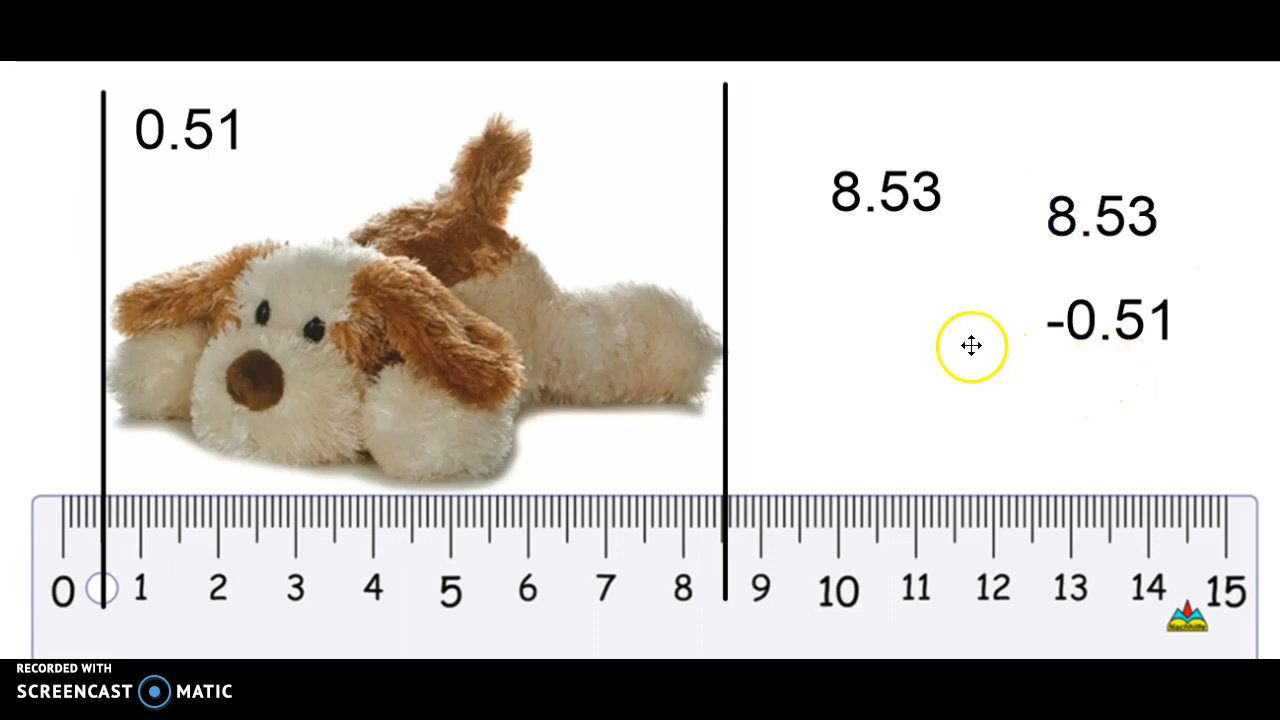 0.51
8.53
8.53
-0.51
0 1 2 3 4 5 6 7 8 9 10 11 12 13 14 15
Nachhilfe
RECORDED WITH
SCREENCAST MATIC